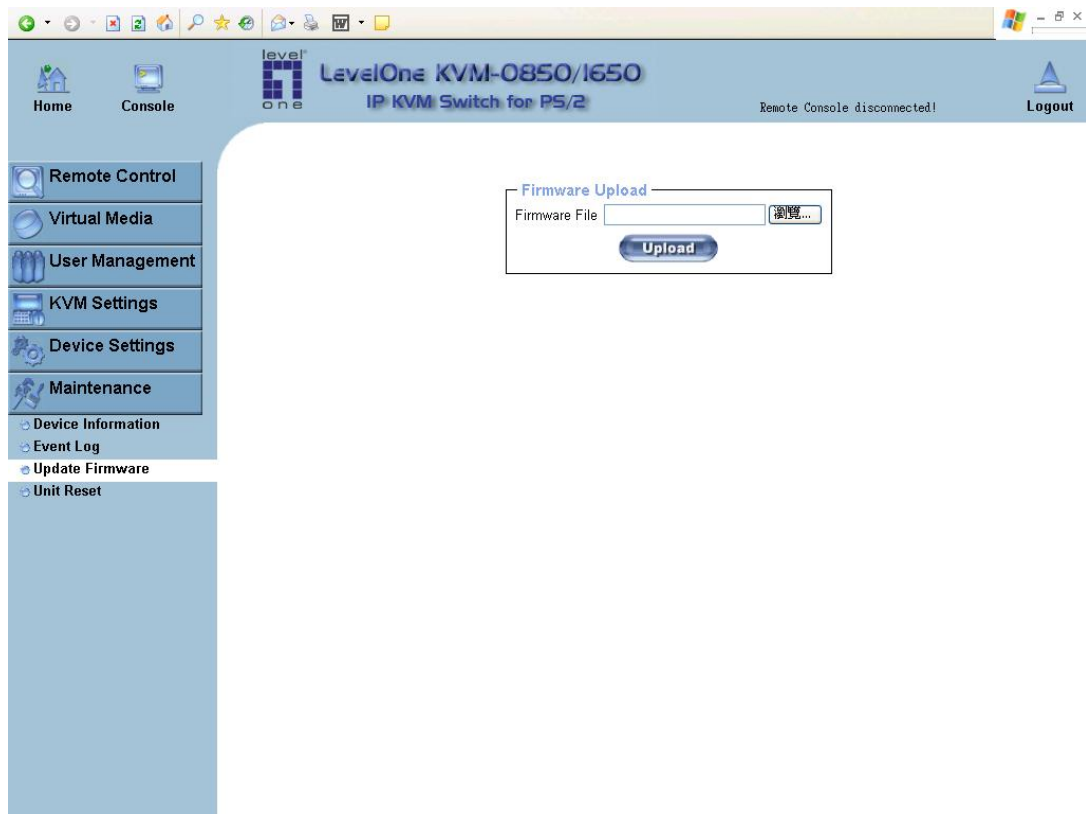 level
one
LevelOne KVM-0850/1650
IP KVM Switch for PS/2
Home
Console
Remote Console disconnected!
Logout
Remote Control
Virtual Media
User Management
KVM Settings
Device Settings
Maintenance
Device Information
Event Log
Update Firmware
Unit Reset
Firmware Upload
Firmware File
瀏覽...
Upload